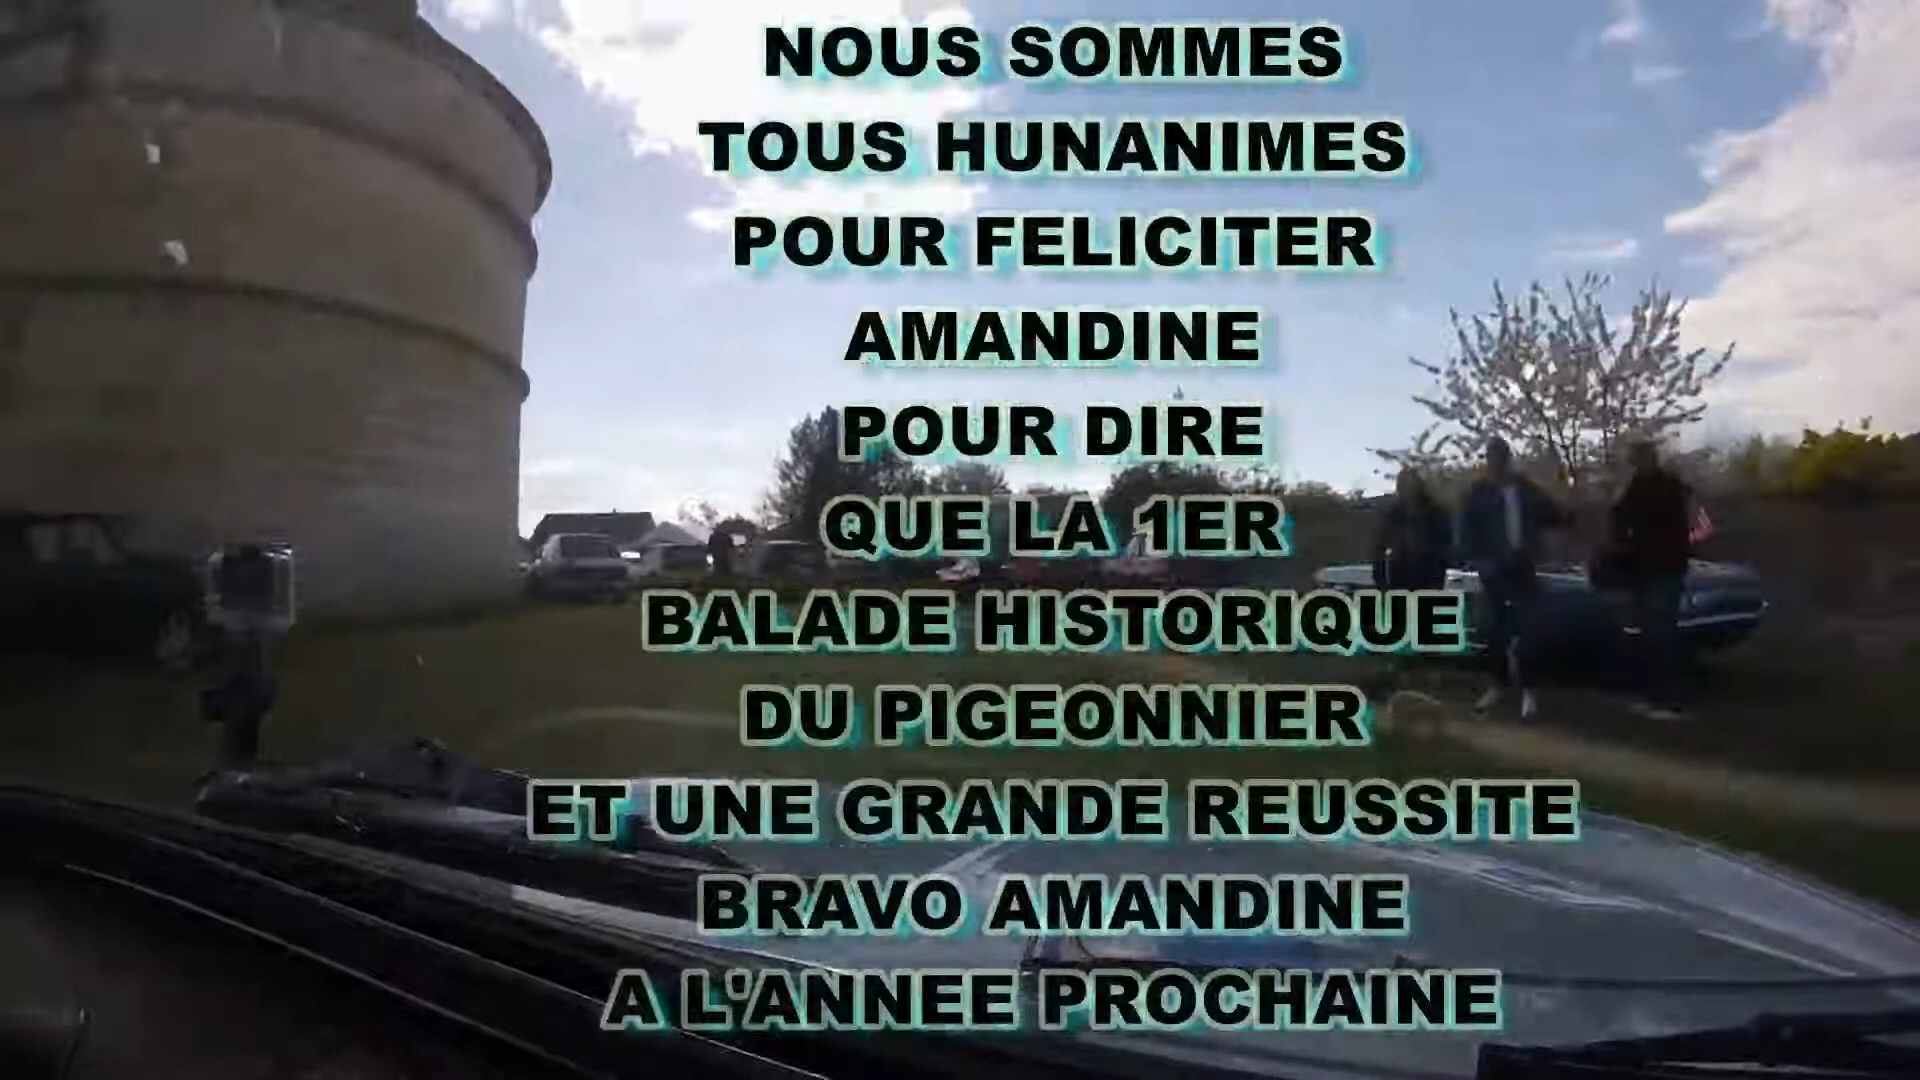 NOUS SOMMES
TOUS HUNANIMES
POUR FELICITER
AMANDINE
POUR DIRE
QUE LA 1ER
BALADE HISTORIQUE
DU PIGEONNIER
ET UNE GRANDE REUSSITE
BRAVO AMANDINE
A L'ANNEE PROCHAINE